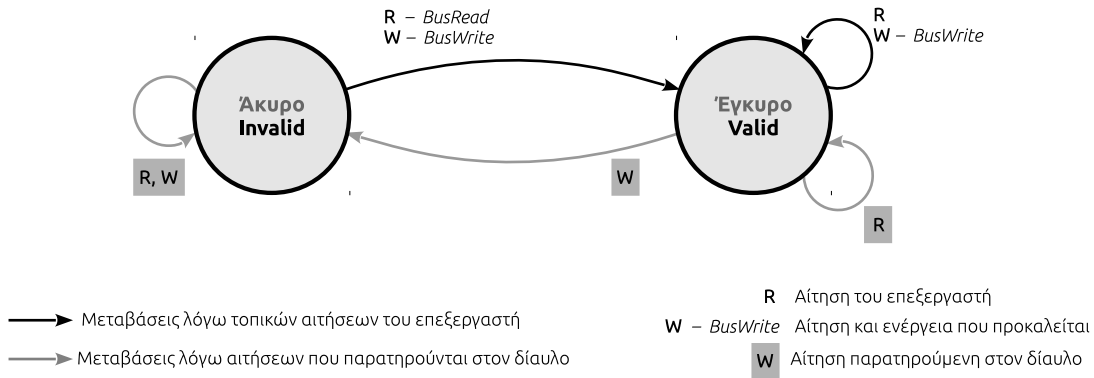 R – BusRead
W – BusWrite
R
W – BusWrite
Άκυρο
Invalid
Έγκυρο
Valid
R, W
W
R
Μεταβάσεις λόγω τοπικών αιτήσεων του επεξεργαστή
Μεταβάσεις λόγω αιτήσεων που παρατηρούνται στον δίαυλο
R Αίτηση του επεξεργαστή
W – BusWrite Αίτηση και ενέργεια που προκαλείται
W Αίτηση παρατηρούμενη στον δίαυλο